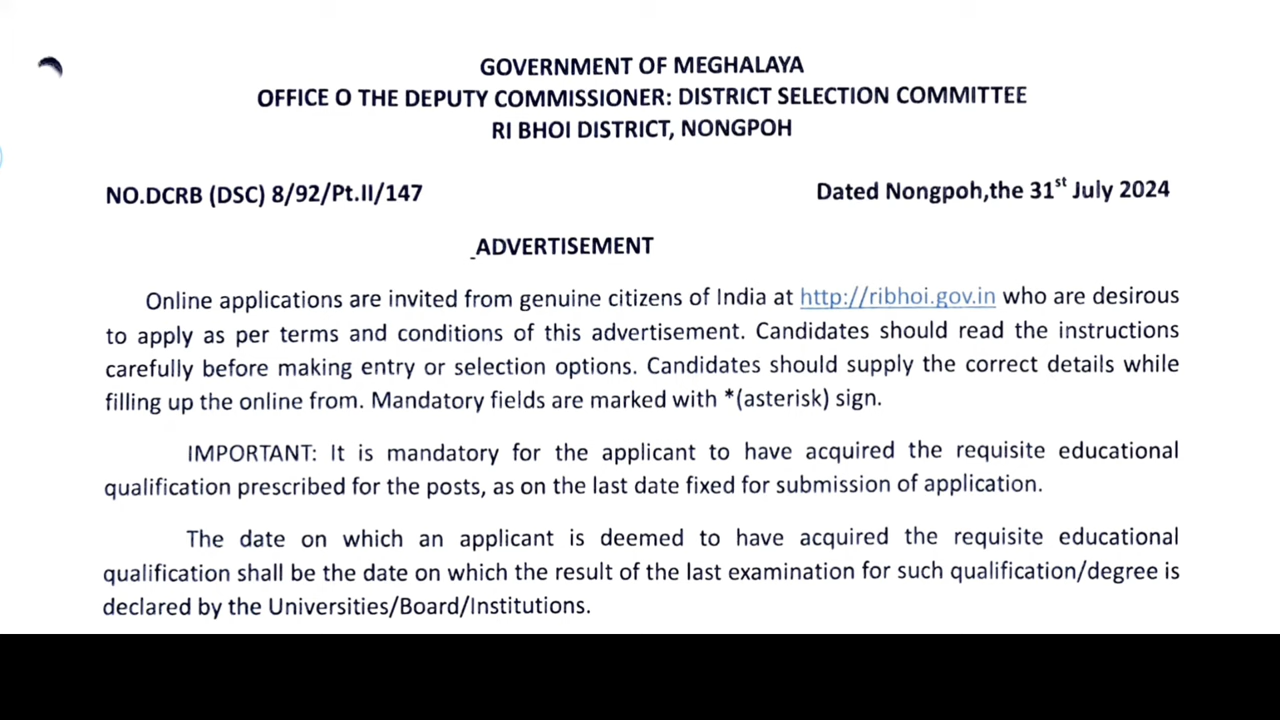 GOVERNMENT OF MEGHALAYA
OFFICE O THE DEPUTY COMMISSIONER: DISTRICT SELECTION COMMITTEE
RI BHOI DISTRICT, NONGPOH
NO.DCRB (DSC) 8/92/Pt.II/147 Dated Nongpoh,the 31st July 2024
ADVERTISEMENT
Online applications are invited from genuine citizens of India at http://ribhoi.gov.in who are desirous
to apply as per terms and conditions of this advertisement. Candidates should read the instructions
carefully before making entry or selection options. Candidates should supply the correct details while
filling up the online from. Mandatory fields are marked with *(asterisk) sign.
IMPORTANT: It is mandatory for the applicant to have acquired the requisite educational
qualification prescribed for the posts, as on the last date fixed for submission of application.
The date on which an applicant is deemed to have acquired the requisite educational
qualification shall be the date on which the result of the last examination for such qualification/degree is
declared by the Universities/Board/Institutions.